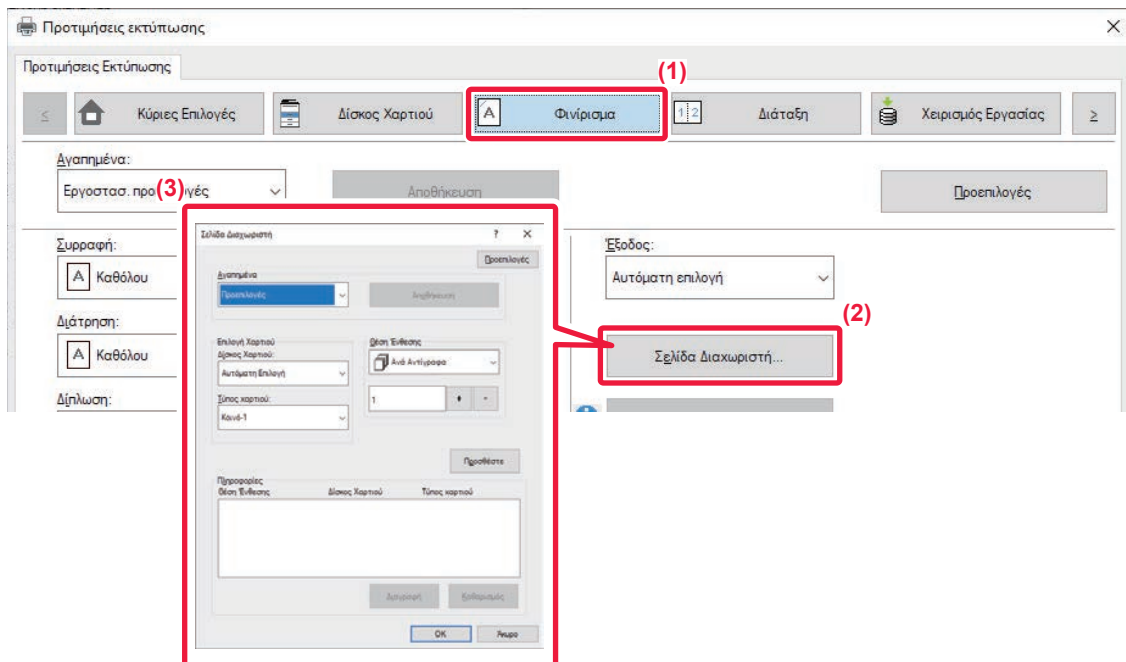 Προτιμήσεις εκτύπωσης
Προτιμήσεις Εκτύπωσης
(1)
Κύριες Επιλογές
Δίσκος Χαρτιού
Φινίρισμα
Διάταξη
Χειρισμός Εργασίας
Αγαπημένα:
Εργοστασ.
(3)
Αποθήκευση
Προεπιλογές
Συρραφή:
Καθόλου
Διάτρηση:
Καθόλου
Δίπλωση:
Σελίδα Διαχωριστή
?
Προεπιλογές
Αγαπημένα
Προεπιλογές
Αποθήκευση
Επιλογή Χαρτιού
Δίσκος Χαρτιού:
Αυτόματη Επιλογή
Τύπος χαρτιού:
Κοινό-1
Θέση Ένθεσης
Ανά Αντίγραφα
1
Προσθέστε
Πληροφορίες
Θέση Ένθεσης Δίσκος Χαρτιού Τύπος χαρτιού
Διαγραφή
Καθαρισμός
OK
Άκυρο
Έξοδος:
Αυτόματη επιλογή
(2)
Σελίδα Διαχωριστή...